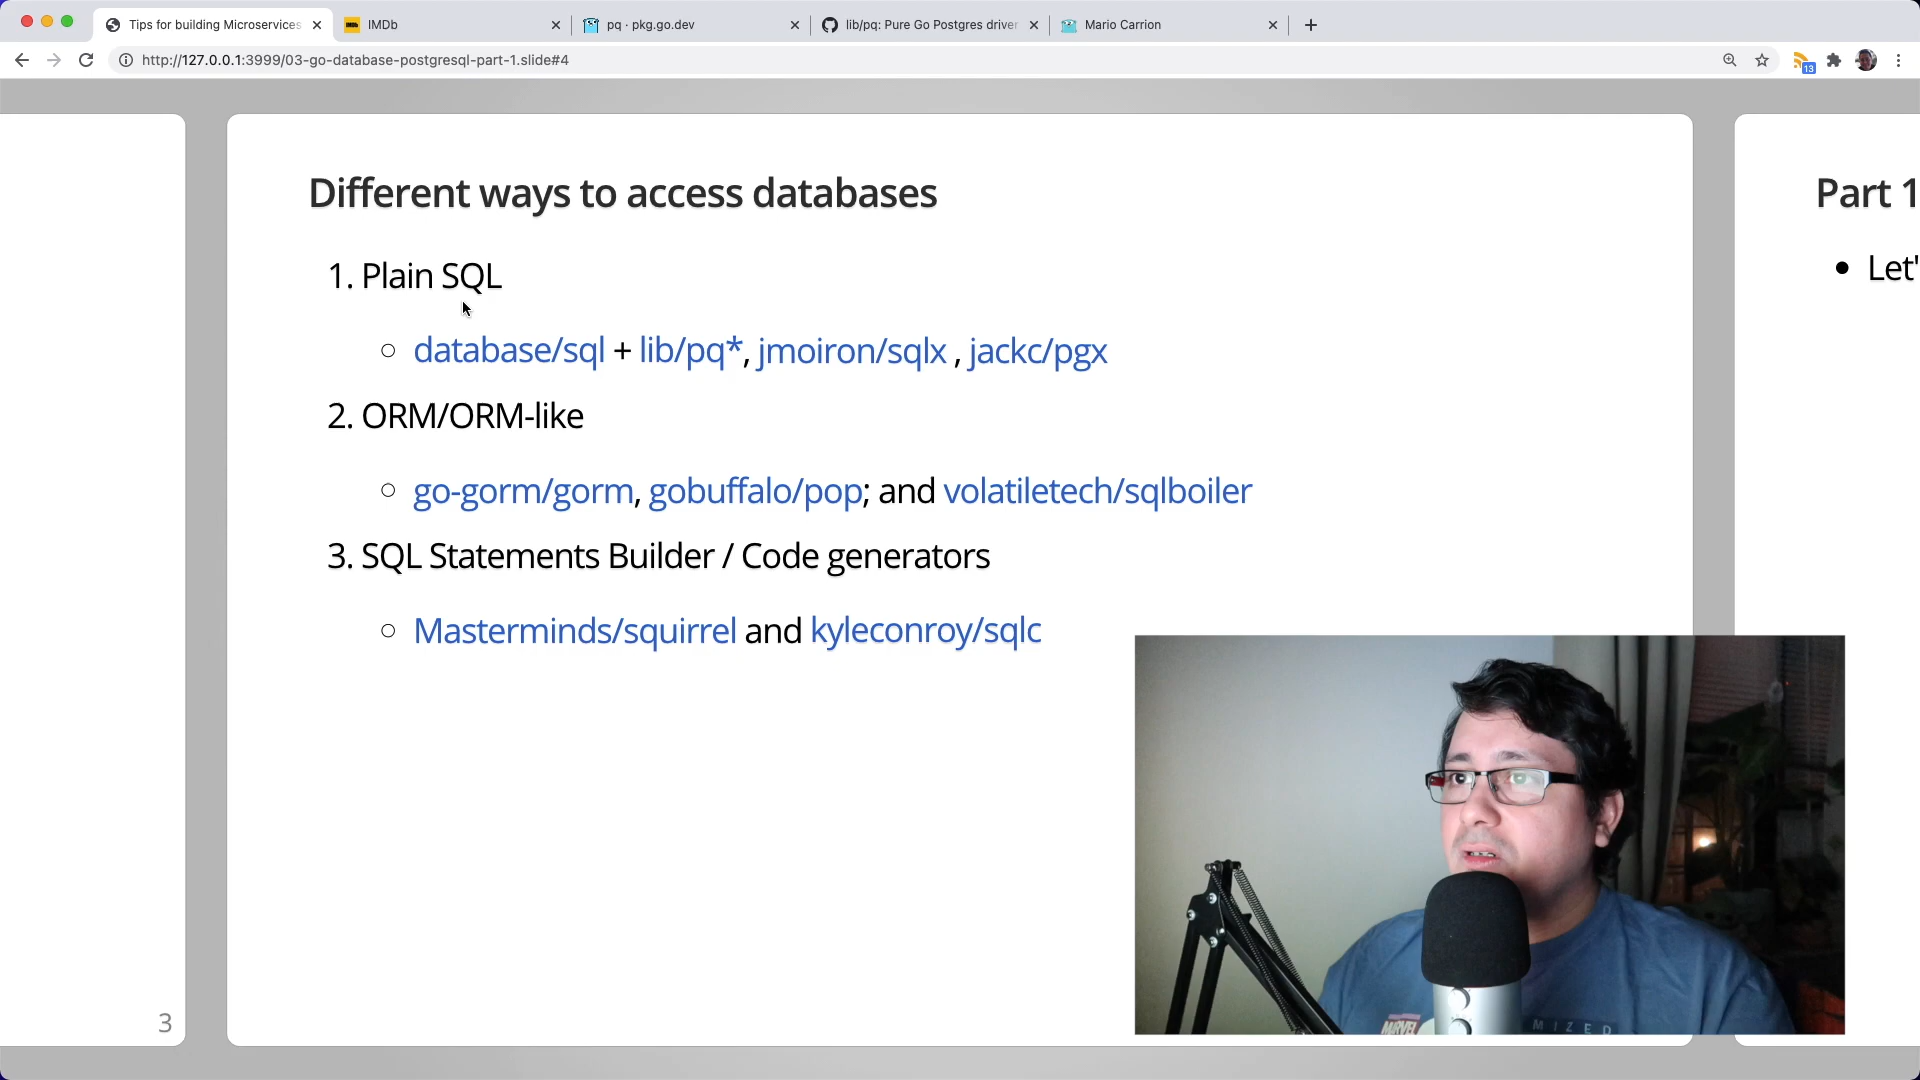 Tips for building Microservices
IMDb
pq · pkg.go.dev
lib/pq: Pure Go Postgres driver
Mario Carrion
http://127.0.0.1:3999/03-go-database-postgresql-part-1.slide#4
13
Different ways to access databases
1. Plain SQL
database/sql + lib/pq*, jmoiron/sqlx , jackc/pgx
2. ORM/ORM-like
go-gorm/gorm, gobuffalo/pop; and volatiletech/sqlboiler
3. SQL Statements Builder / Code generators
Masterminds/squirrel and kyleconroy/sqlc
3
Part 1
Let'
MARVEL
MIZED